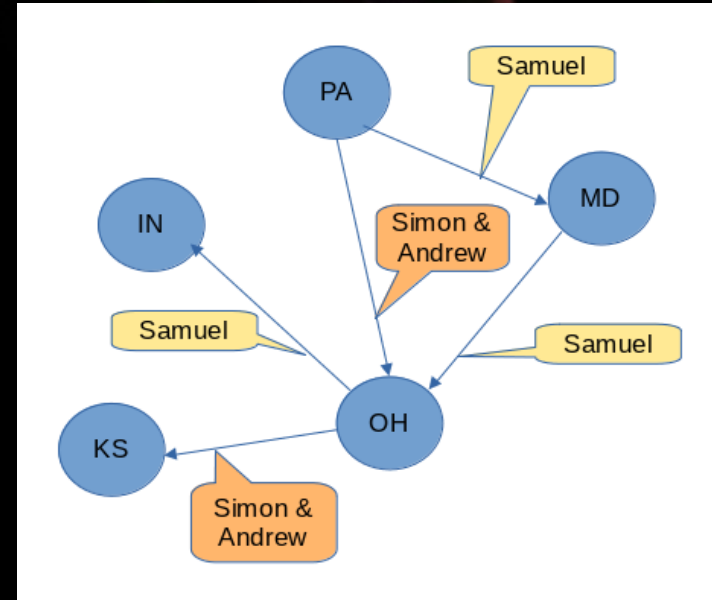 PA
Samuel
MD
IN
Simon &
Andrew
Samuel
Samuel
OH
KS
Simon &
Andrew